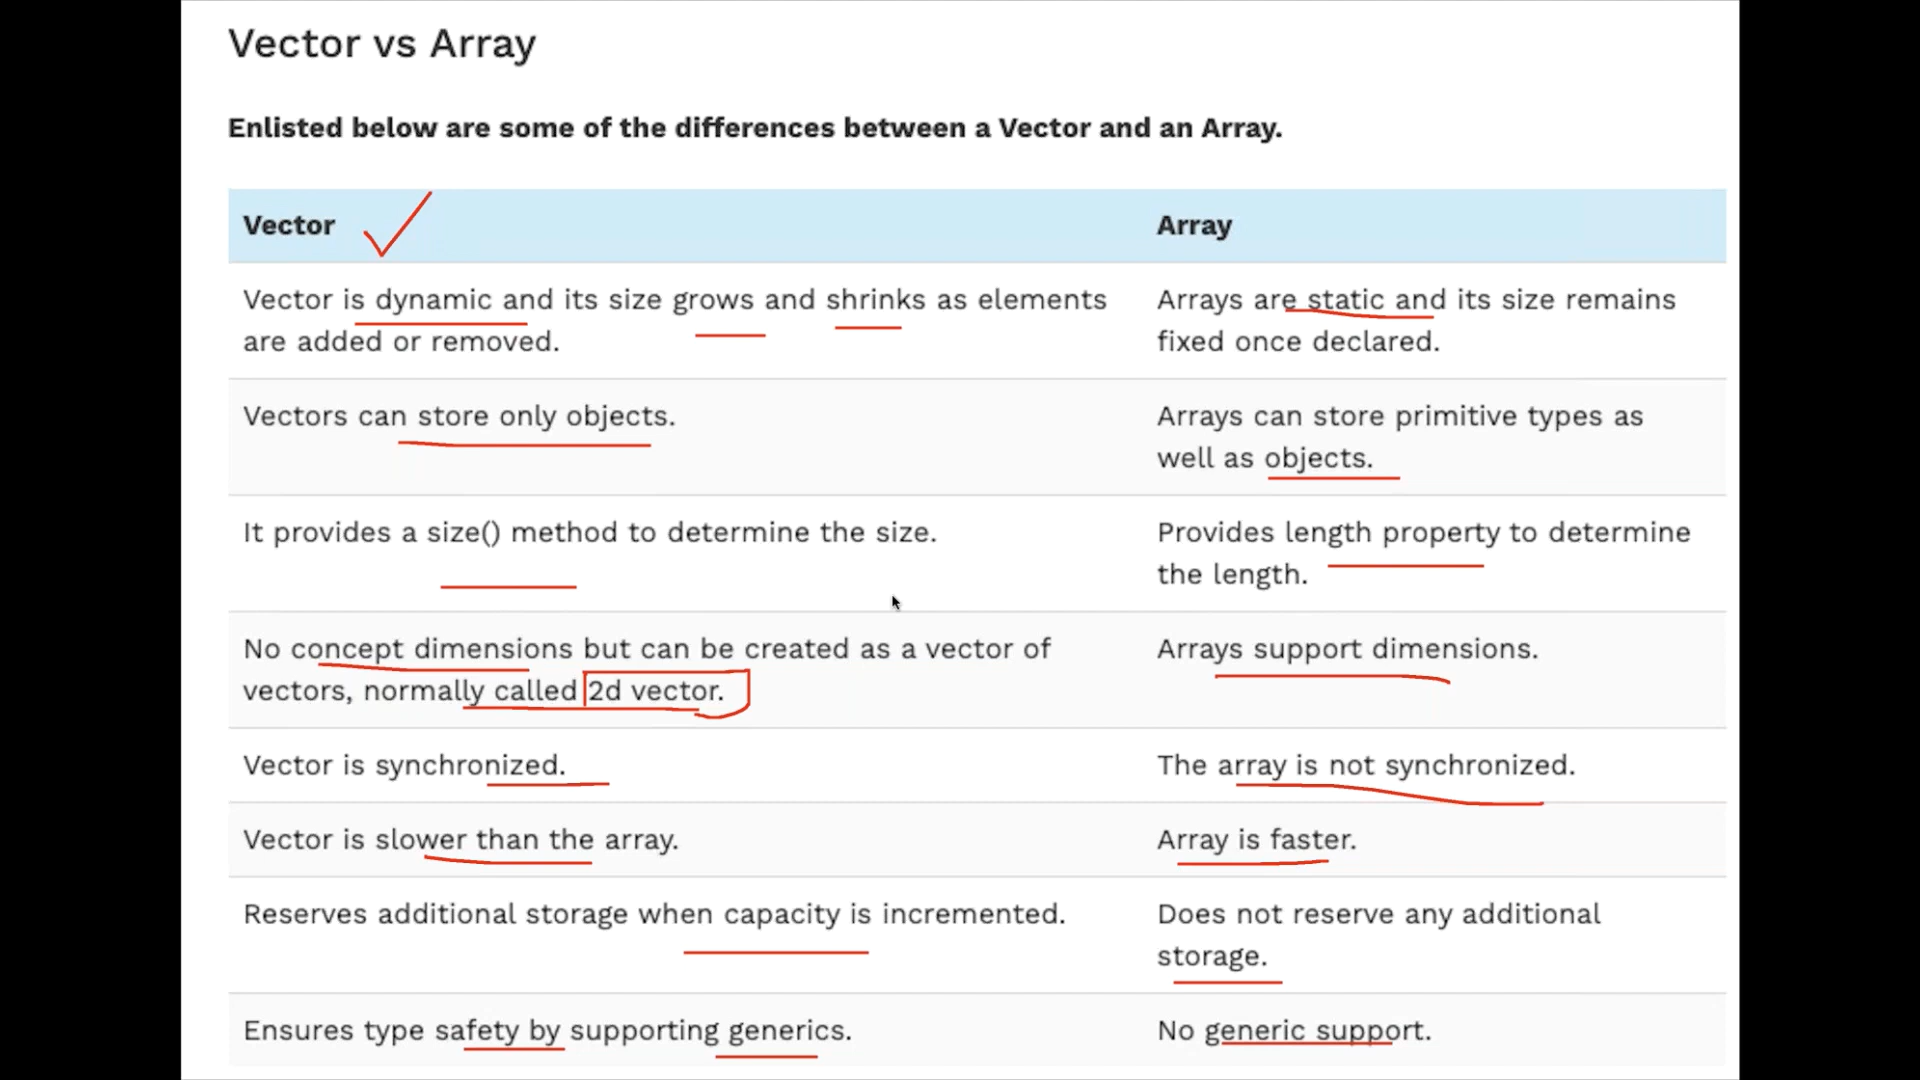 Vector vs Array
Enlisted below are some of the differences between a Vector and an Array.
Vector
Array
Vector is dynamic and its size grows and shrinks as elements
are added or removed.
Arrays are static and its size remains
fixed once declared.
Vectors can store only objects.
Arrays can store primitive types as
well as objects.
It provides a size() method to determine the size.
Provides length property to determine
the length.
No concept dimensions but can be created as a vector of
vectors, normally called 2d vector.
Arrays support dimensions.
Vector is synchronized.
The array is not synchronized.
Vector is slower than the array.
Array is faster.
Reserves additional storage when capacity is incremented.
Does not reserve any additional
storage.
Ensures type safety by supporting generics.
No generic support.